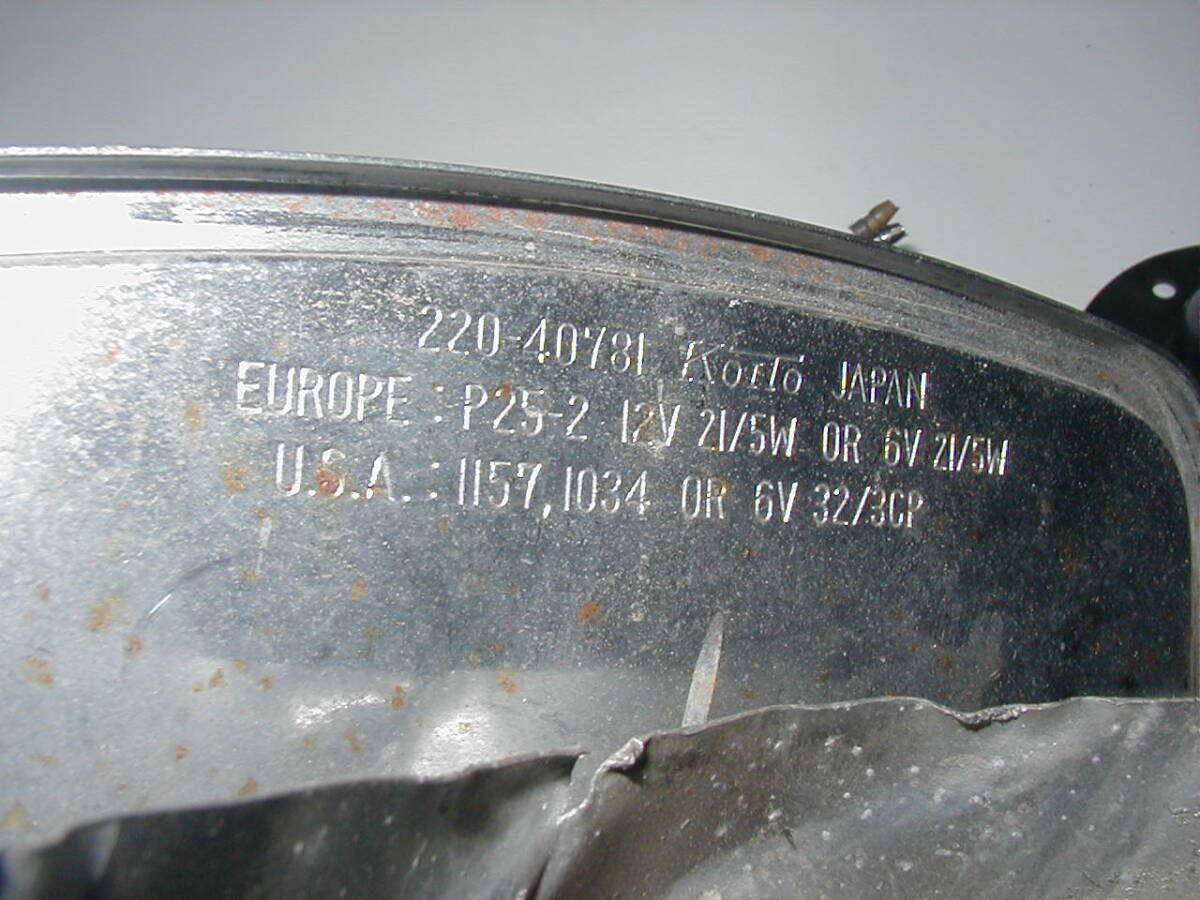 220-40781 Koito JAPAN
EUROPE : P25-2 12V 21/5W OR 6V 21/5W
U.S.A. : 1157, 1034 OR 6V 32/3CP